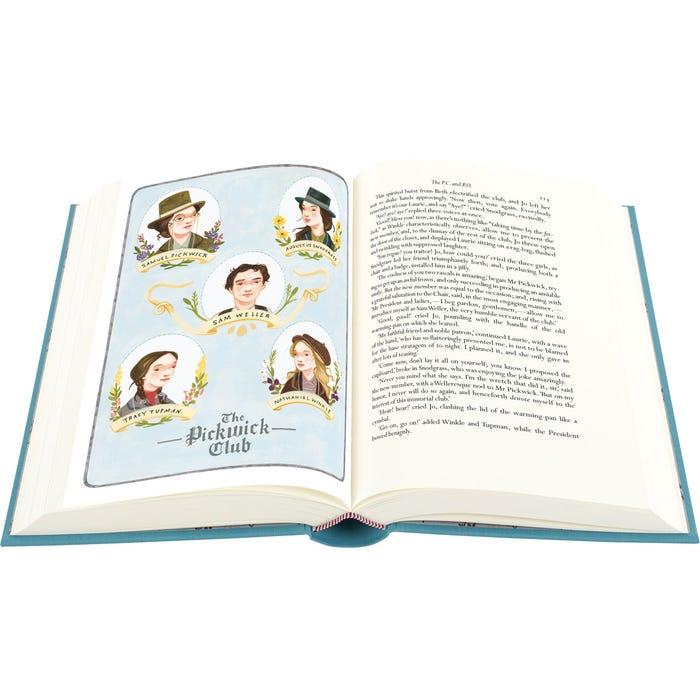 SAMUEL PICKWICK
AUGUSTUS SNODGRASS
SAM WELLER
TRACY TUPMAN
NATHANIEL WINKLE
The
Pickwick
Club
The P.C. and P.O.
113
This spirited burst from Beth electrified the club, and Jo left her
seat to shake hands approvingly. 'Now then, vote again. Everybody
remember it's our Laurie, and say "Aye!"' cried Snodgrass, excitedly.
'Aye! aye! aye!' replied three voices at once.
'Good! bless you! now, as there's nothing like "taking time by the fet-
lock," as Winkle characteristically observes, allow me to present the
new member;' and, to the dismay of the rest of the club, Jo threw open
the door of the closet, and displayed Laurie sitting on a rag-bag, flushed
and twinkling with suppressed laughter.
'You rogue! you traitor! Jo, how could you?' cried the three girls, as
Snodgrass led her friend triumphantly forth; and, producing both a
chair and a badge, installed him in a jiffy.
'The coolness of you two rascals is amazing,' began Mr Pickwick, try-
ing to get up an awful frown, and only succeeding in producing an amiable
smile. But the new member was equal to the occasion; and, rising with
a grateful salutation to the Chair, said, in the most engaging manner, —
'Mr President and ladies, — I beg pardon, gentlemen, — allow me to
introduce myself as Sam Weller, the very humble servant of the club.'
'Good, good!' cried Jo, pounding with the handle of the old
warming-pan on which she leaned.
'My faithful friend and noble patron,' continued Laurie, with a wave
of the hand, 'who has so flatteringly presented me, is not to be blamed
for the base stratagem of to-night. I planned it, and she only gave in
after lots of teasing.'
'Come now, don't lay it all on yourself; you know I proposed the
cupboard,' broke in Snodgrass, who was enjoying the joke amazingly.
'Never you mind what she says. I'm the wretch that did it, sir,' said
the new member, with a Welleresque nod to Mr Pickwick. 'But on my
honor, I never will do so again, and henceforth devote myself to the
interest of this immortal club.'
'Hear! hear!' cried Jo, clashing the lid of the warming-pan like a
cymbal.
'Go on, go on!' added Winkle and Tupman, while the President
bowed benignly.